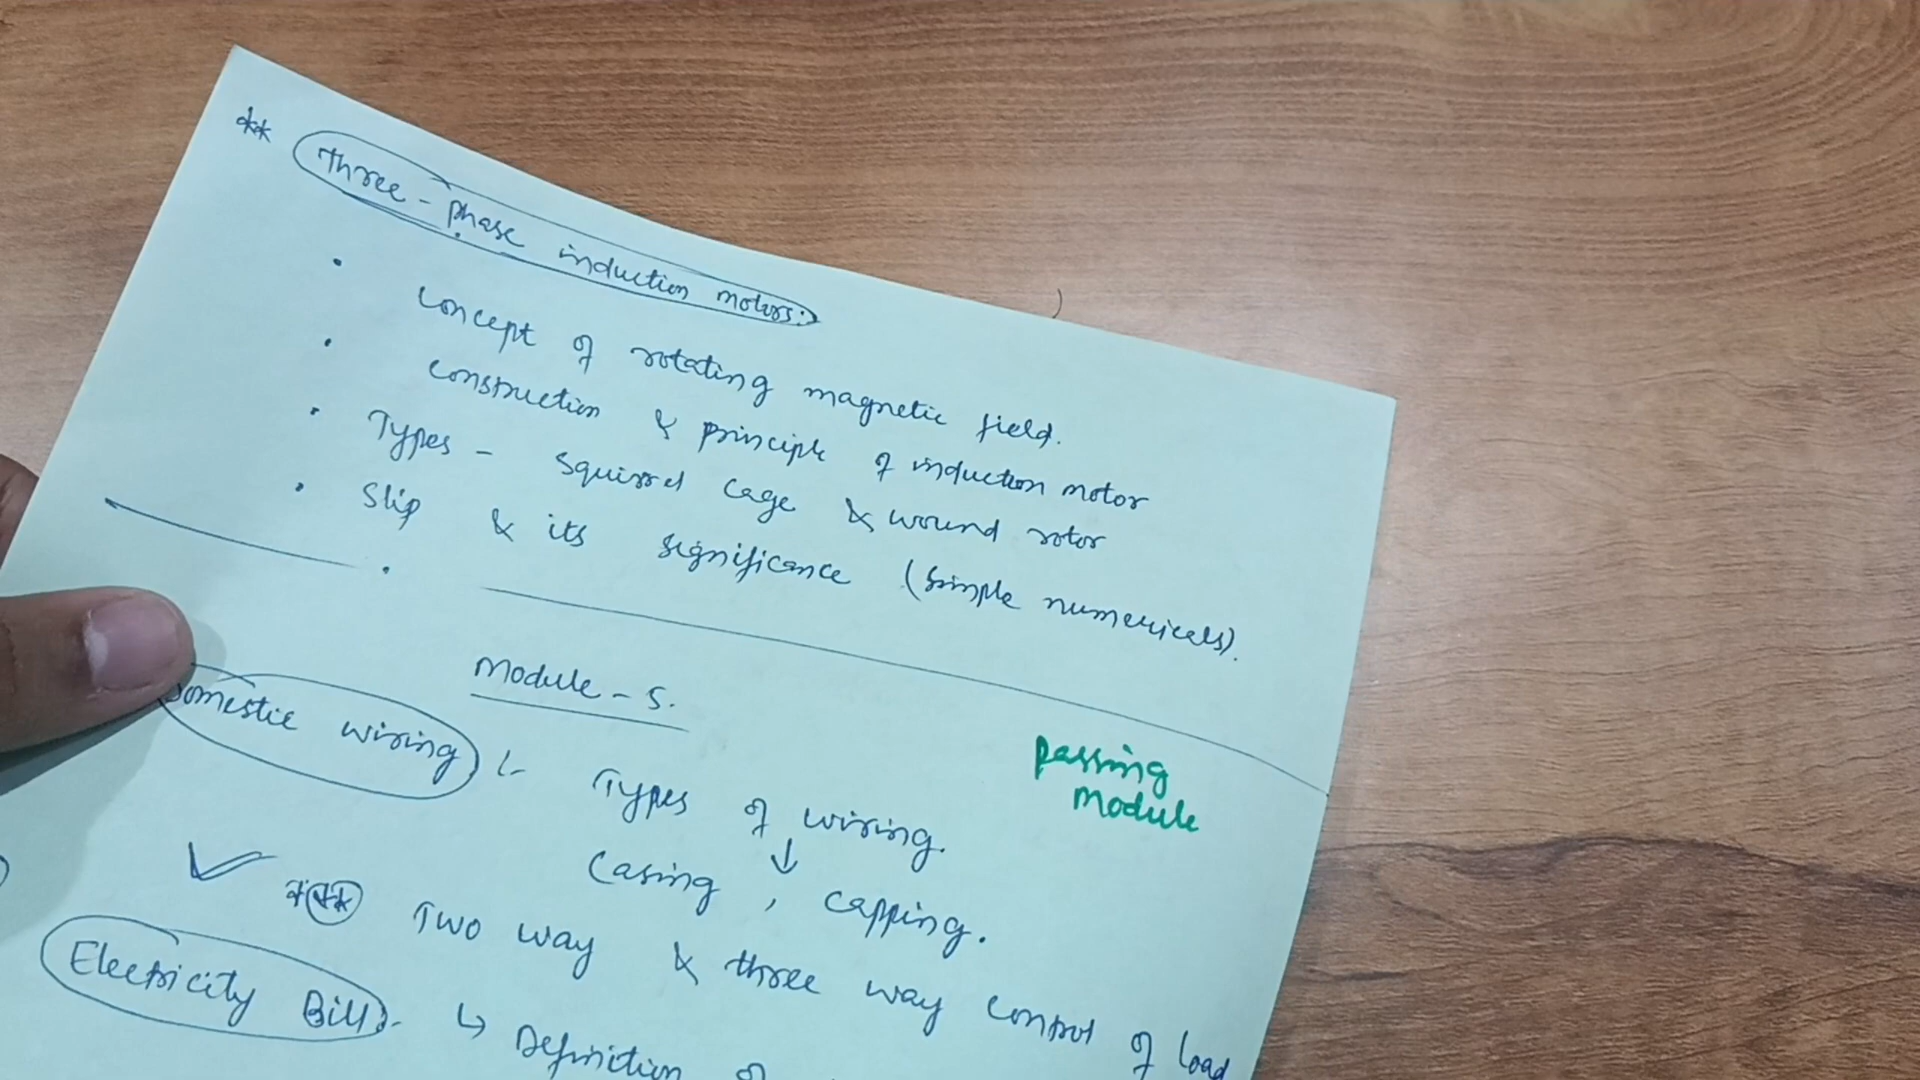 ** Three-phase induction motors:
• concept of rotating magnetic field.
• construction & principle of induction motor
• Types - squirrel cage & wound rotor
• Slip & its significance (simple numericals).
Module - 5.
Passing
Module
Domestic wiring :- Types of wiring.
↓
Casing, capping.
*** Two way & three way control of load
Electricity Bill:- ↳ Definition of